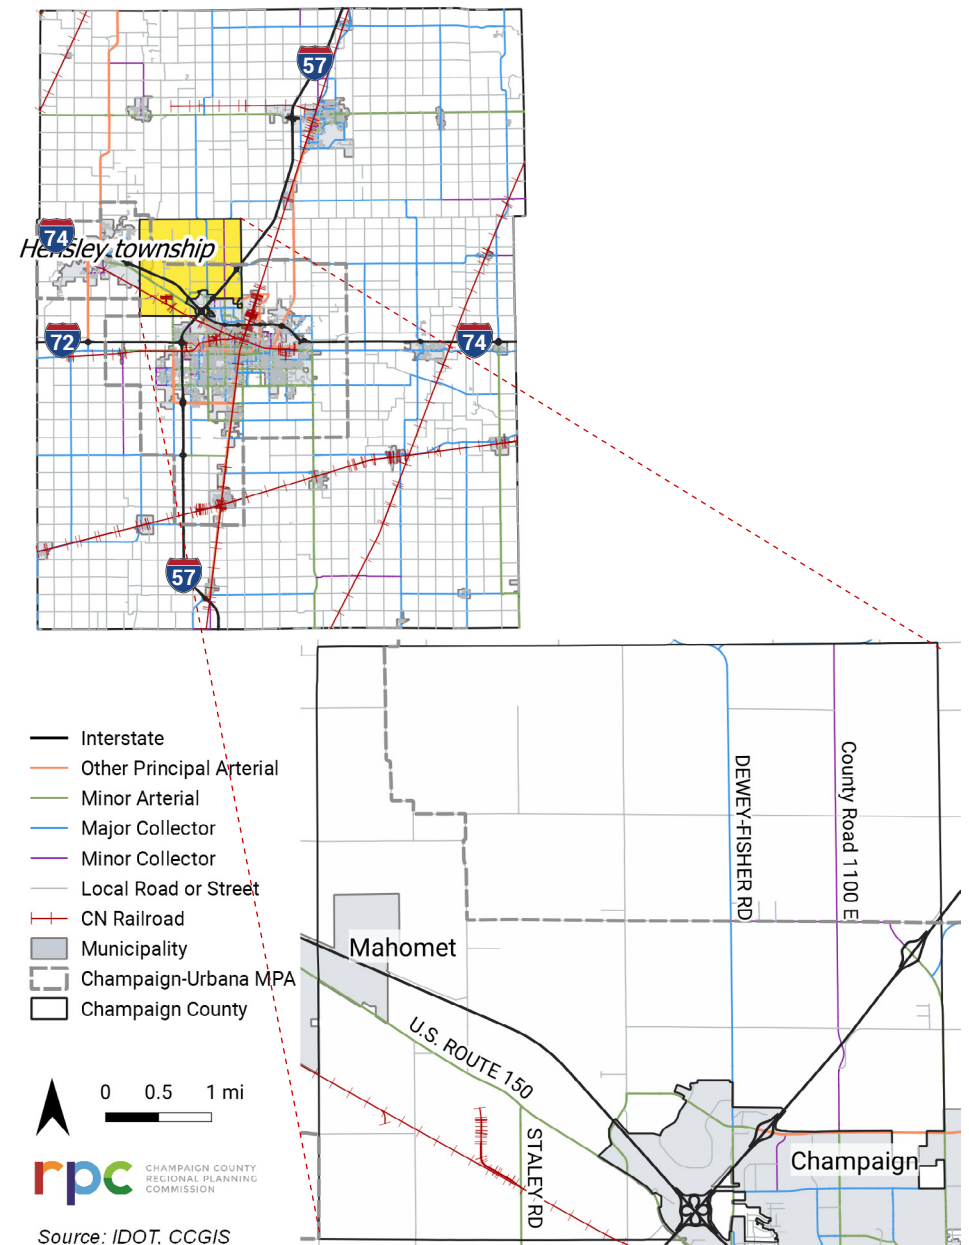 57
74
Hensley township
72
74
57
Interstate
Other Principal Arterial
Minor Arterial
Major Collector
Minor Collector
Local Road or Street
CN Railroad
Municipality
Champaign-Urbana MPA
Champaign County
0 0.5 1 mi
rpc
CHAMPAIGN COUNTY
REGIONAL PLANNING
COMMISSION
Source: IDOT, CCGIS
DEWEY-FISHER RD
County Road 1100 E
Mahomet
U.S. ROUTE 150
STALEY RD
Champaign